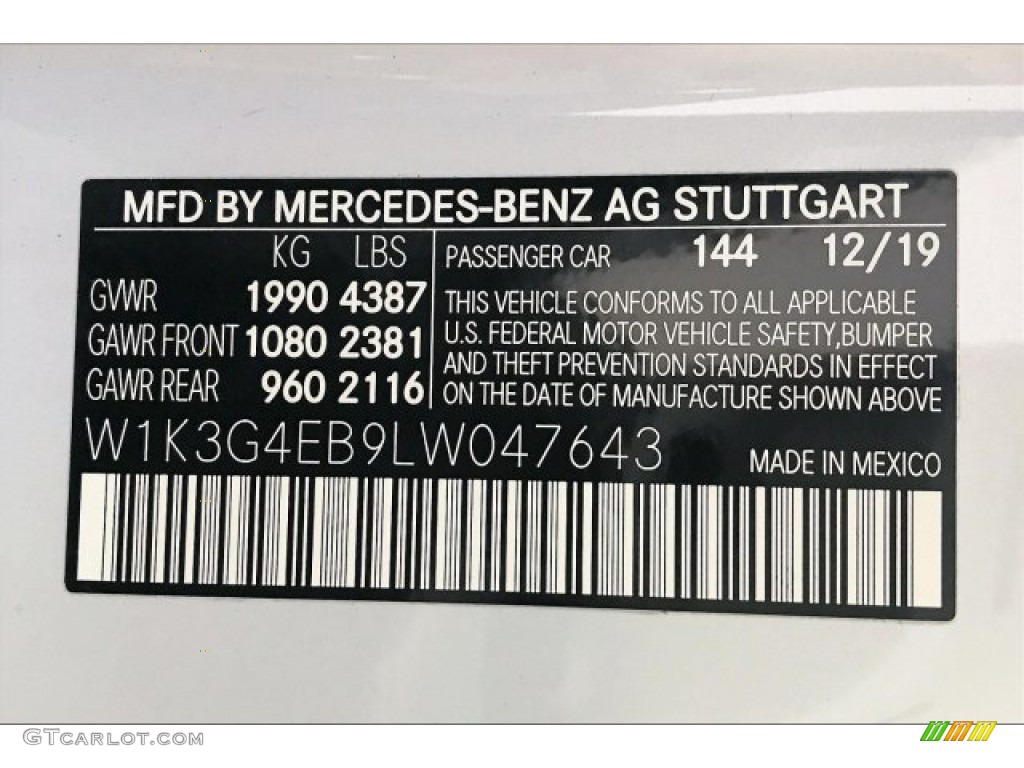 MFD BY MERCEDES-BENZ AG STUTTGART
KG LBS
GVWR 1990 4387
GAWR FRONT 1080 2381
GAWR REAR 960 2116
PASSENGER CAR 144 12/19
THIS VEHICLE CONFORMS TO ALL APPLICABLE
U.S. FEDERAL MOTOR VEHICLE SAFETY,BUMPER
AND THEFT PREVENTION STANDARDS IN EFFECT
ON THE DATE OF MANUFACTURE SHOWN ABOVE
W1K3G4EB9LW047643
MADE IN MEXICO
GTCARLOT.COM